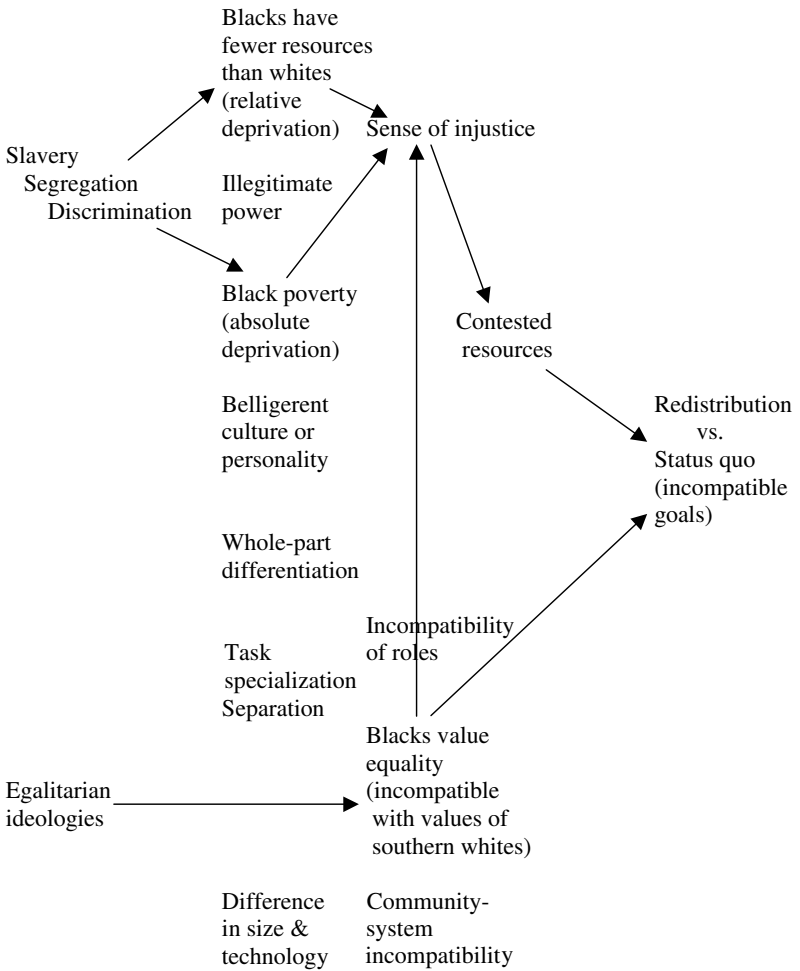 Blacks have
fewer resources
than whites
(relative
deprivation)
Sense of injustice
Slavery
Segregation
Discrimination
Illegitimate
power
Black poverty
(absolute
deprivation)
Contested
resources
Belligerent
culture or
personality
Redistribution
vs.
Status quo
(incompatible
goals)
Whole-part
differentiation
Incompatibility
of roles
Task
specialization
Separation
Blacks value
equality
(incompatible
with values of
southern whites)
Egalitarian
ideologies
Difference
in size &
technology
Community-
system
incompatibility